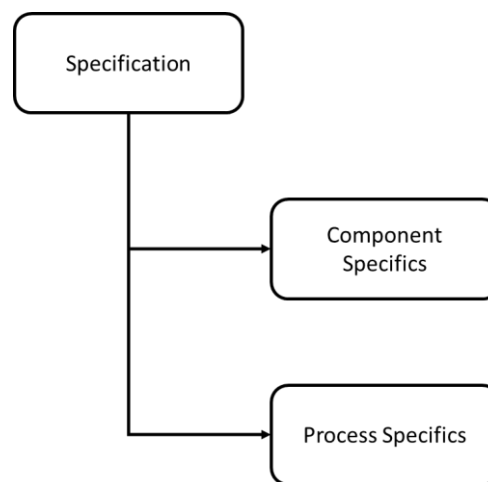 Specification
Component
Specifics
Process Specifics